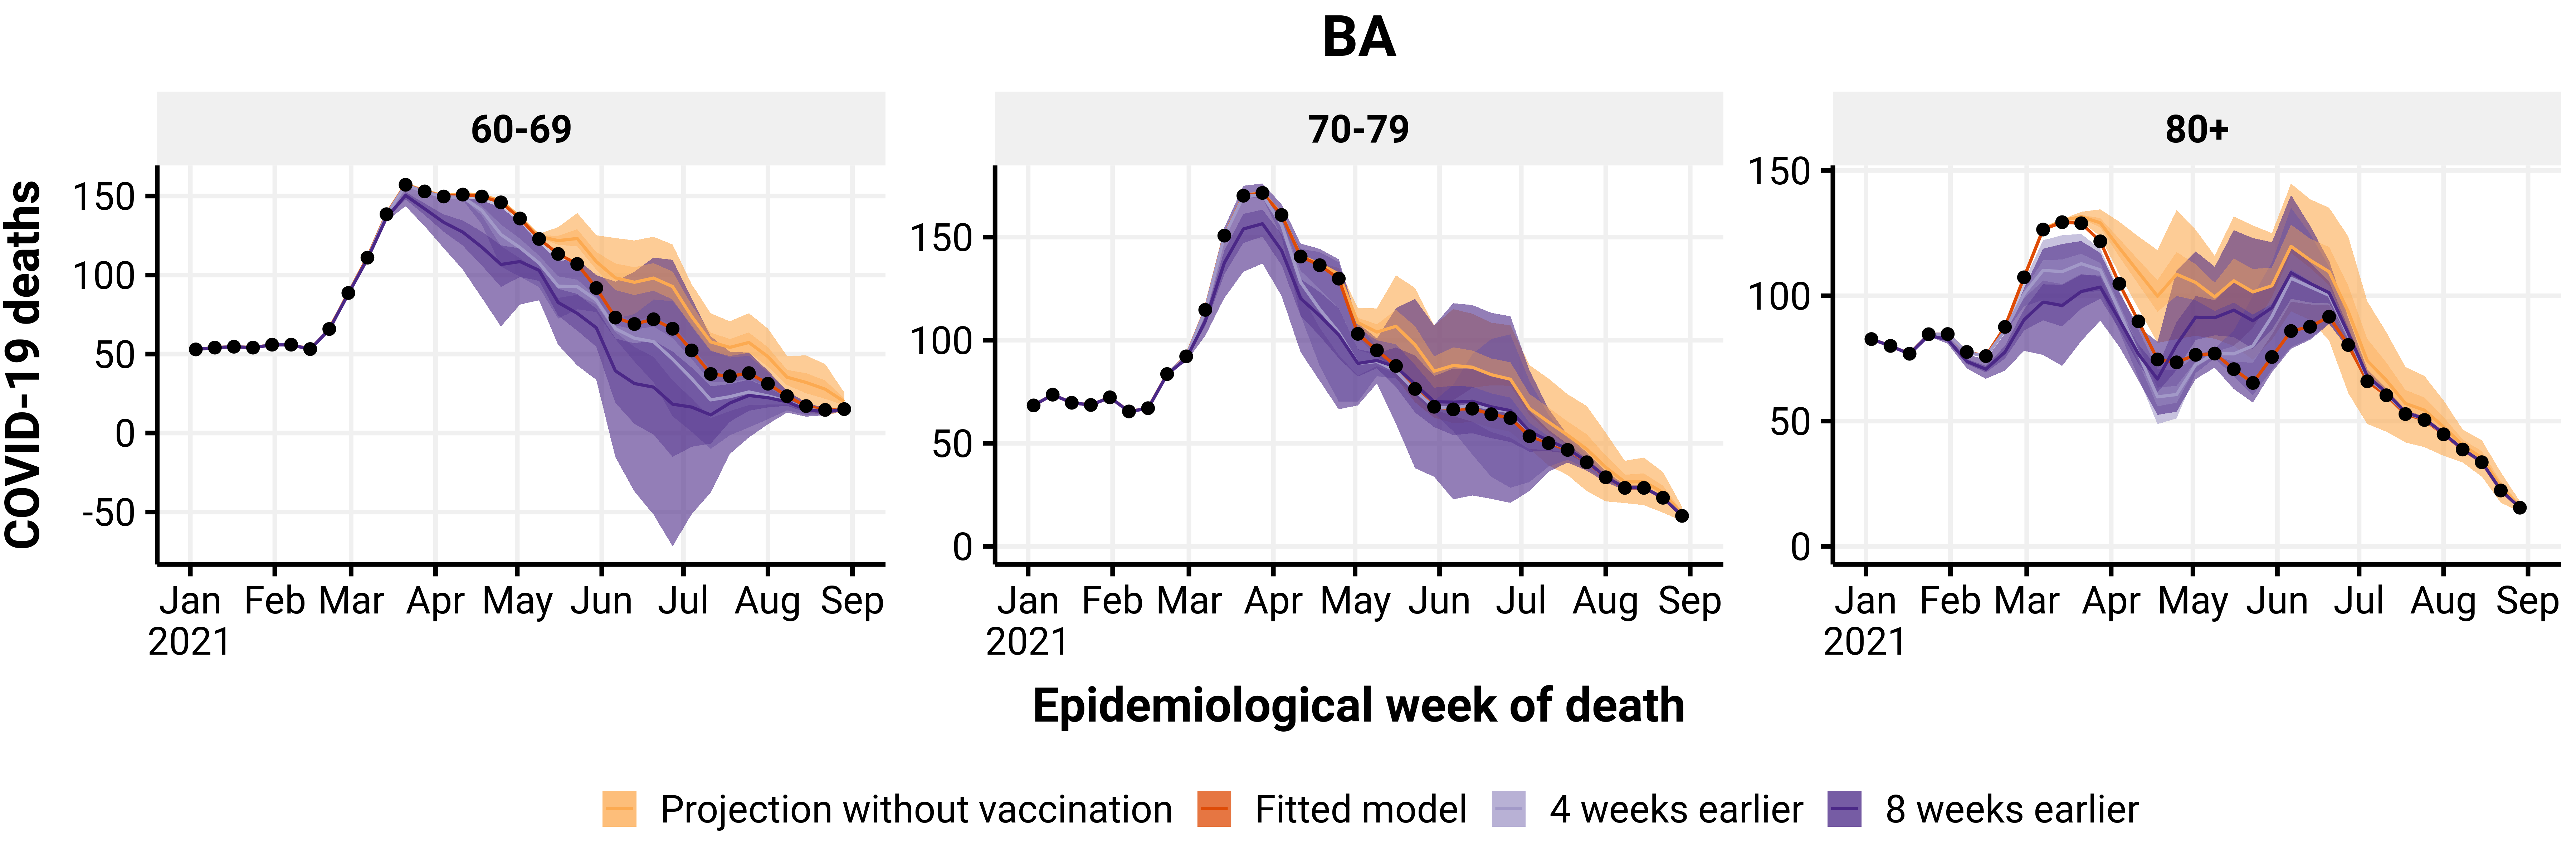 BA
60-69 70-79 80+
COVID-19 deaths
150
100
50
0
-50
150
100
50
0
150
100
50
0
Jan Feb Mar Apr May Jun Jul Aug Sep
2021
Jan Feb Mar Apr May Jun Jul Aug Sep
2021
Jan Feb Mar Apr May Jun Jul Aug Sep
2021
Epidemiological week of death
Projection without vaccination Fitted model 4 weeks earlier 8 weeks earlier